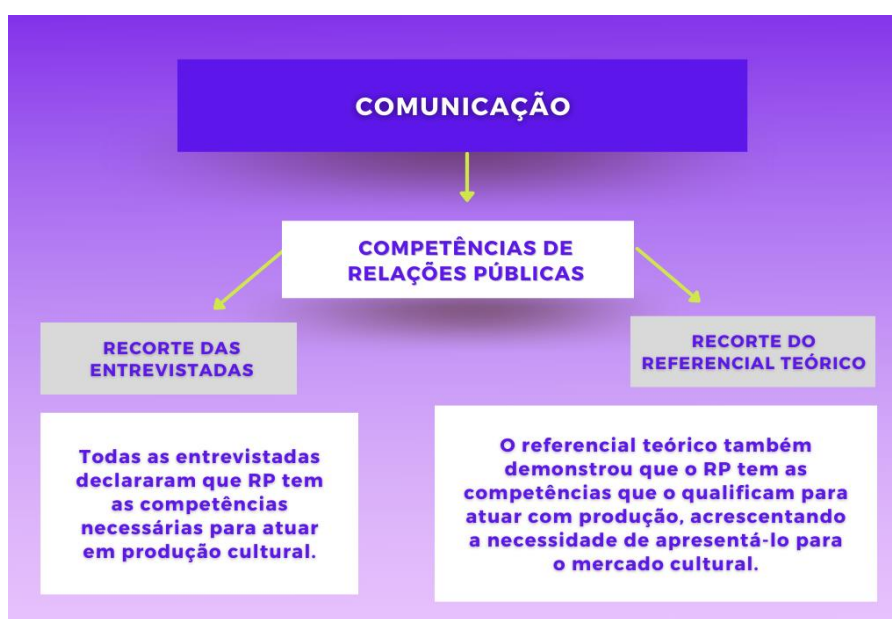 COMUNICAÇÃO
COMPETÊNCIAS DE
RELAÇÕES PÚBLICAS
RECORTE DAS
ENTREVISTADAS
Todas as entrevistadas
declararam que RP tem
as competências
necessárias para atuar
em produção cultural.
RECORTE DO
REFERENCIAL TEÓRICO
O referencial teórico também
demonstrou que o RP tem as
competências que o qualificam para
atuar com produção, acrescentando
a necessidade de apresentá-lo para
o mercado cultural.